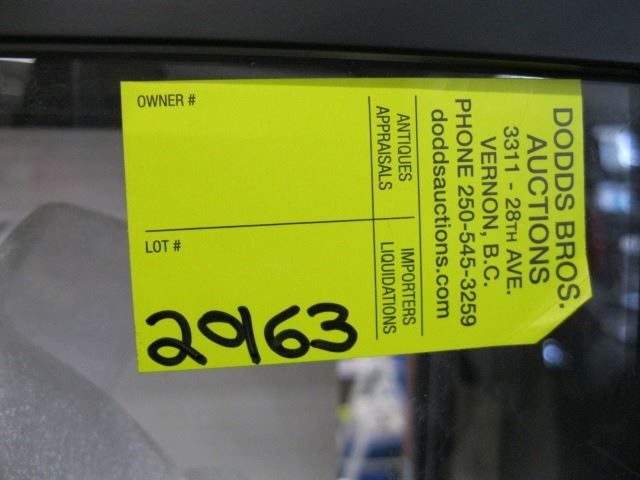 DODDS BROS.
AUCTIONS
3311 - 28TH AVE.
VERNON, B.C.
PHONE 250-545-3259
doddsauctions.com
ANTIQUES
APPRAISALS
IMPORTERS
LIQUIDATIONS
OWNER #
LOT #
2963